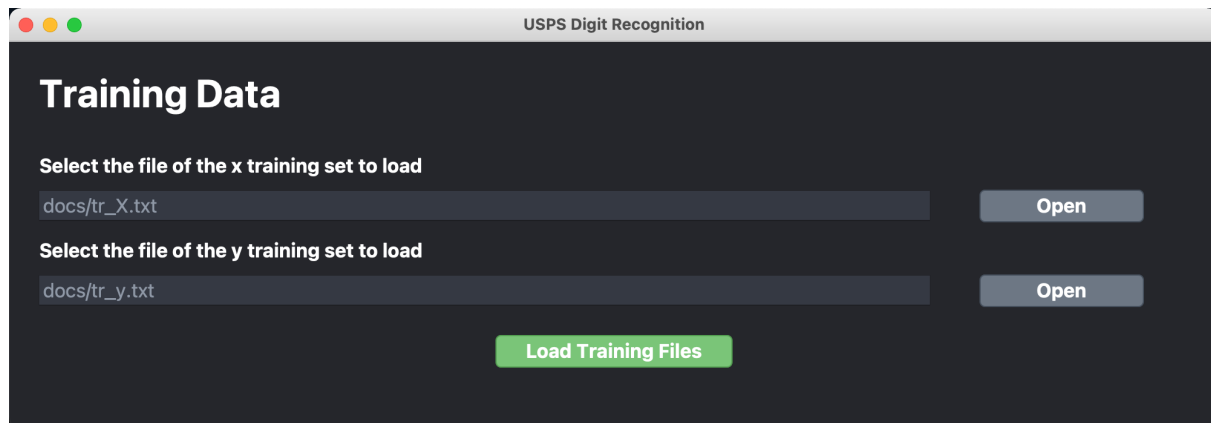 USPS Digit Recognition
Training Data
Select the file of the x training set to load
docs/tr_X.txt
Open
Select the file of the y training set to load
docs/tr_y.txt
Open
Load Training Files